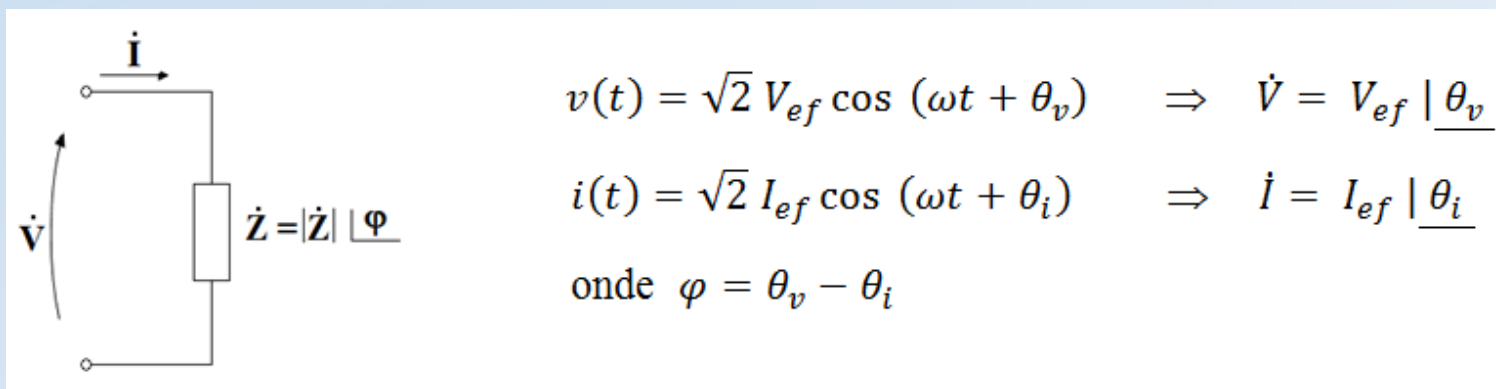 İ
V̇
Ż =|Ż| |φ
v(t) = √2 V_ef cos (ωt + θ_v) ⇒ V̇ = V_ef |θ_v
i(t) = √2 I_ef cos (ωt + θ_i) ⇒ İ = I_ef |θ_i
onde φ = θ_v − θ_i